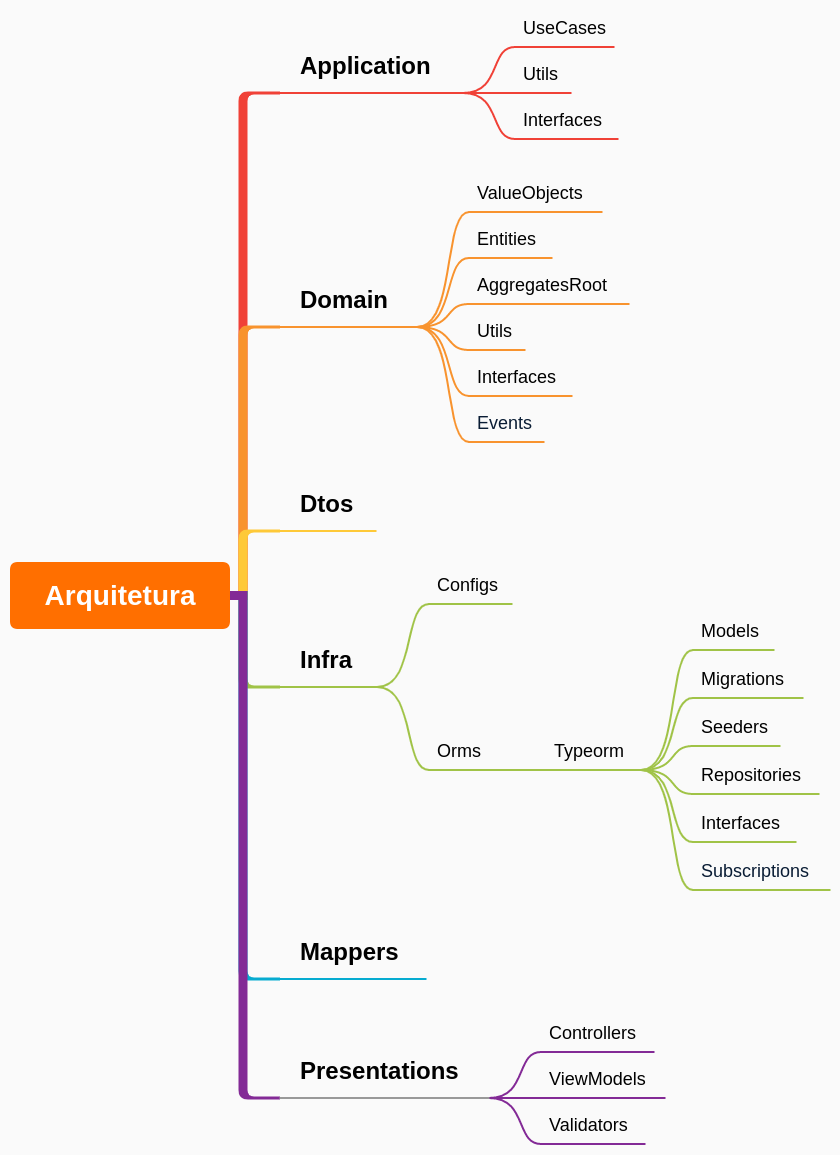 Arquitetura
Application
UseCases
Utils
Interfaces
Domain
ValueObjects
Entities
AggregatesRoot
Utils
Interfaces
Events
Dtos
Infra
Configs
Orms
Typeorm
Models
Migrations
Seeders
Repositories
Interfaces
Subscriptions
Mappers
Presentations
Controllers
ViewModels
Validators